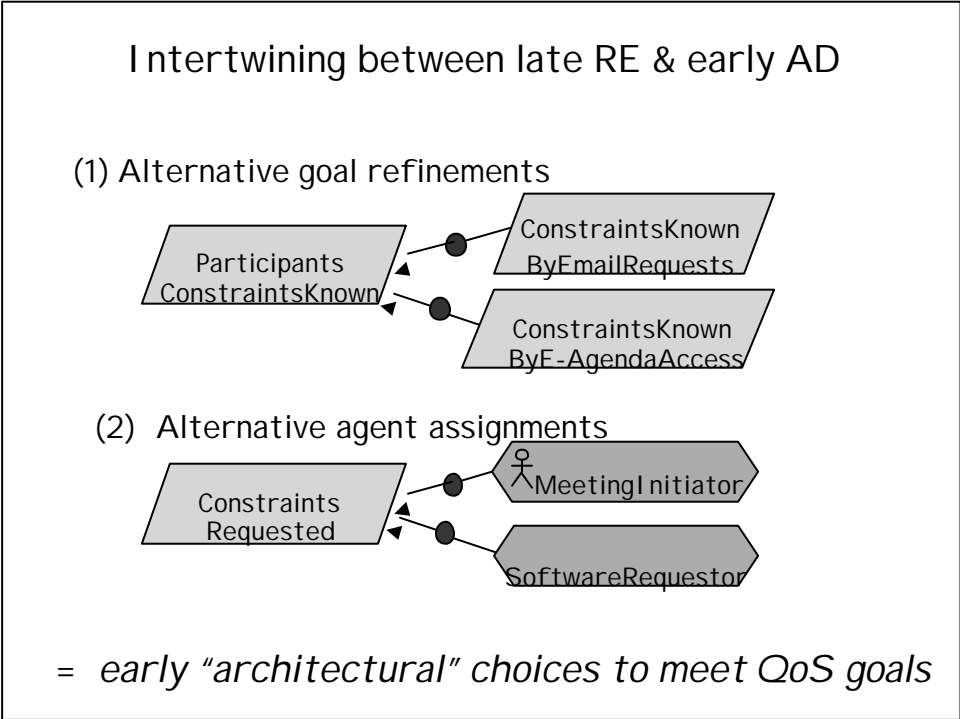 Intertwining between late RE & early AD
(1) Alternative goal refinements
Participants
ConstraintsKnown
ConstraintsKnown
ByEmailRequests
ConstraintsKnown
ByE-AgendaAccess
(2) Alternative agent assignments
Constraints
Requested
MeetingInitiator
SoftwareRequestor
= early “architectural” choices to meet QoS goals